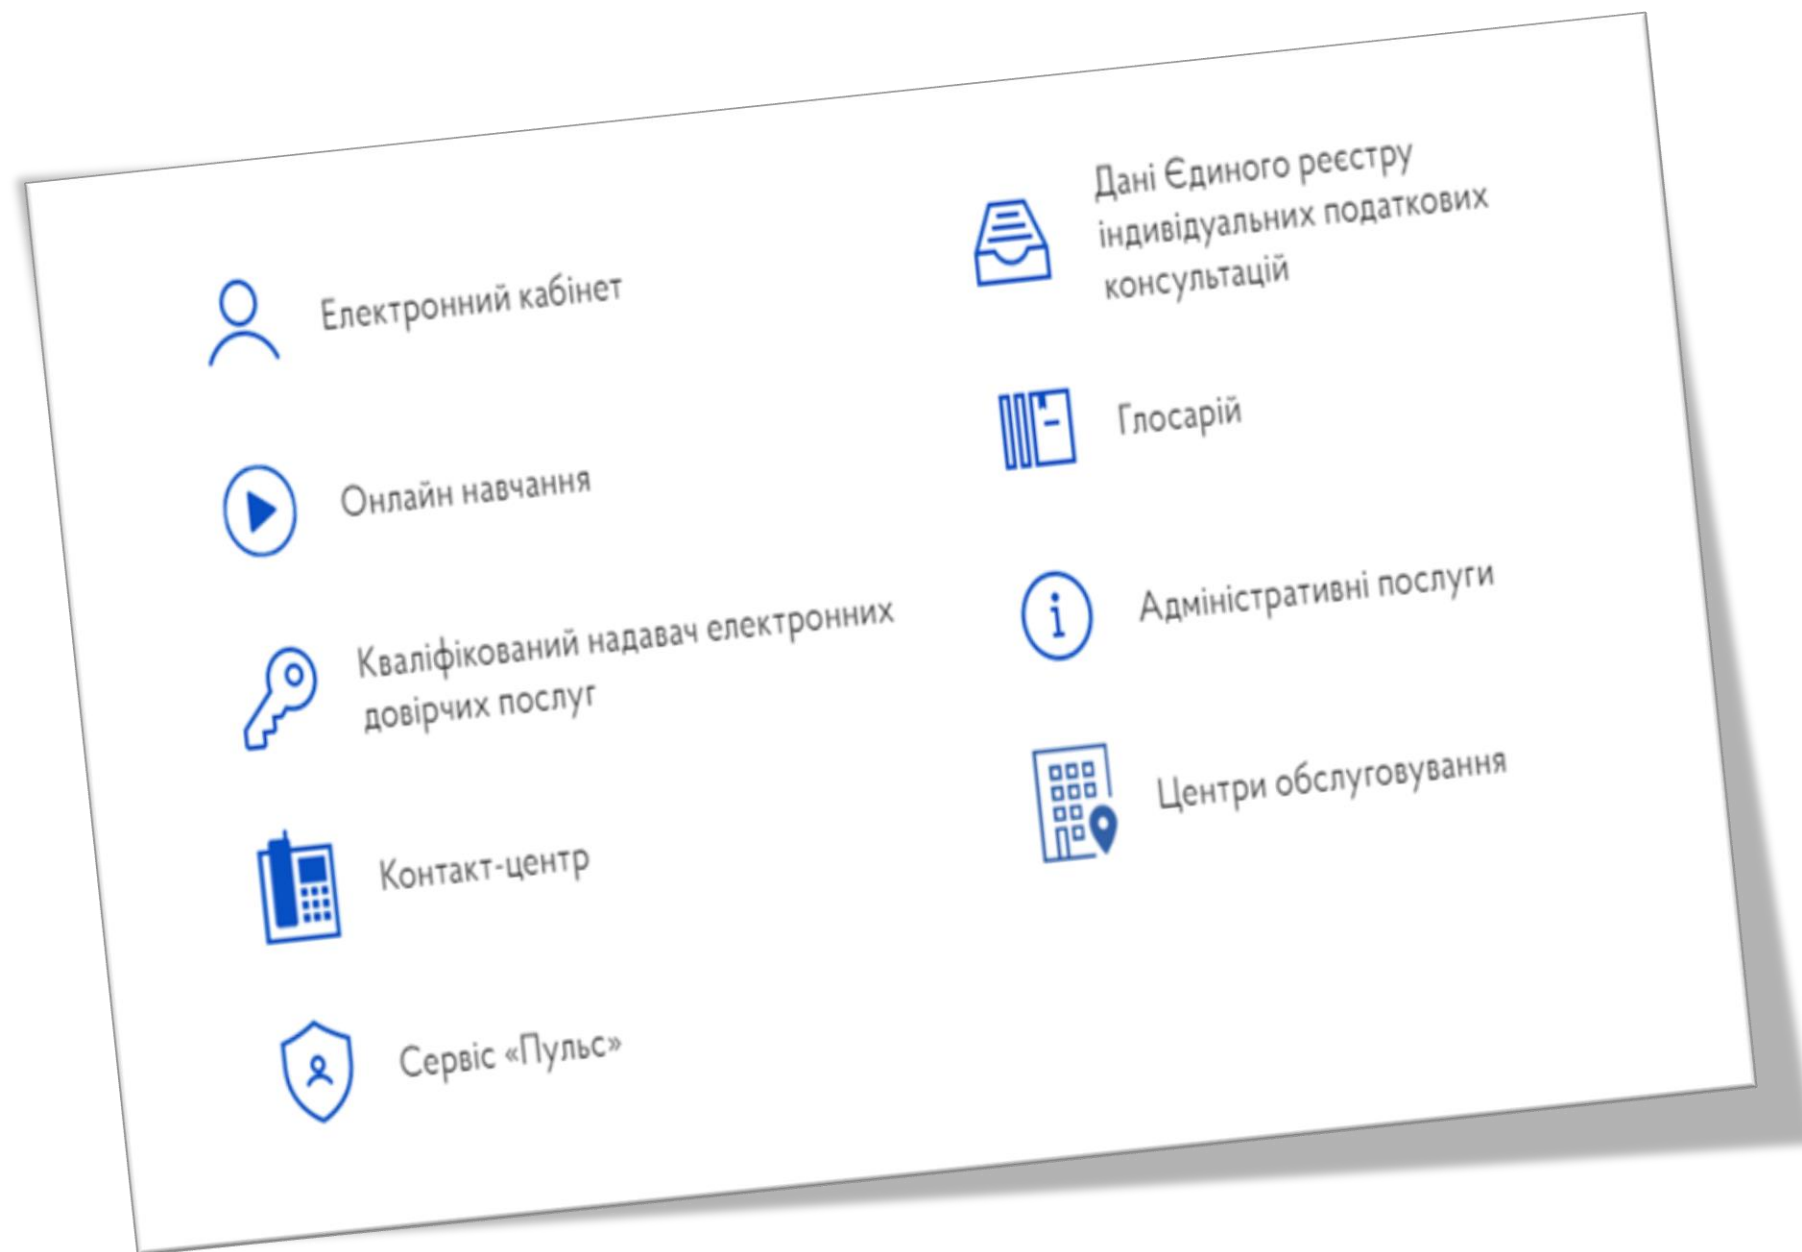 Електронний кабінет
Онлайн навчання
Кваліфікований надавач електронних
довірчих послуг
Контакт-центр
Сервіс «Пульс»
Дані Єдиного реєстру
індивідуальних податкових
консультацій
Глосарій
Адміністративні послуги
Центри обслуговування